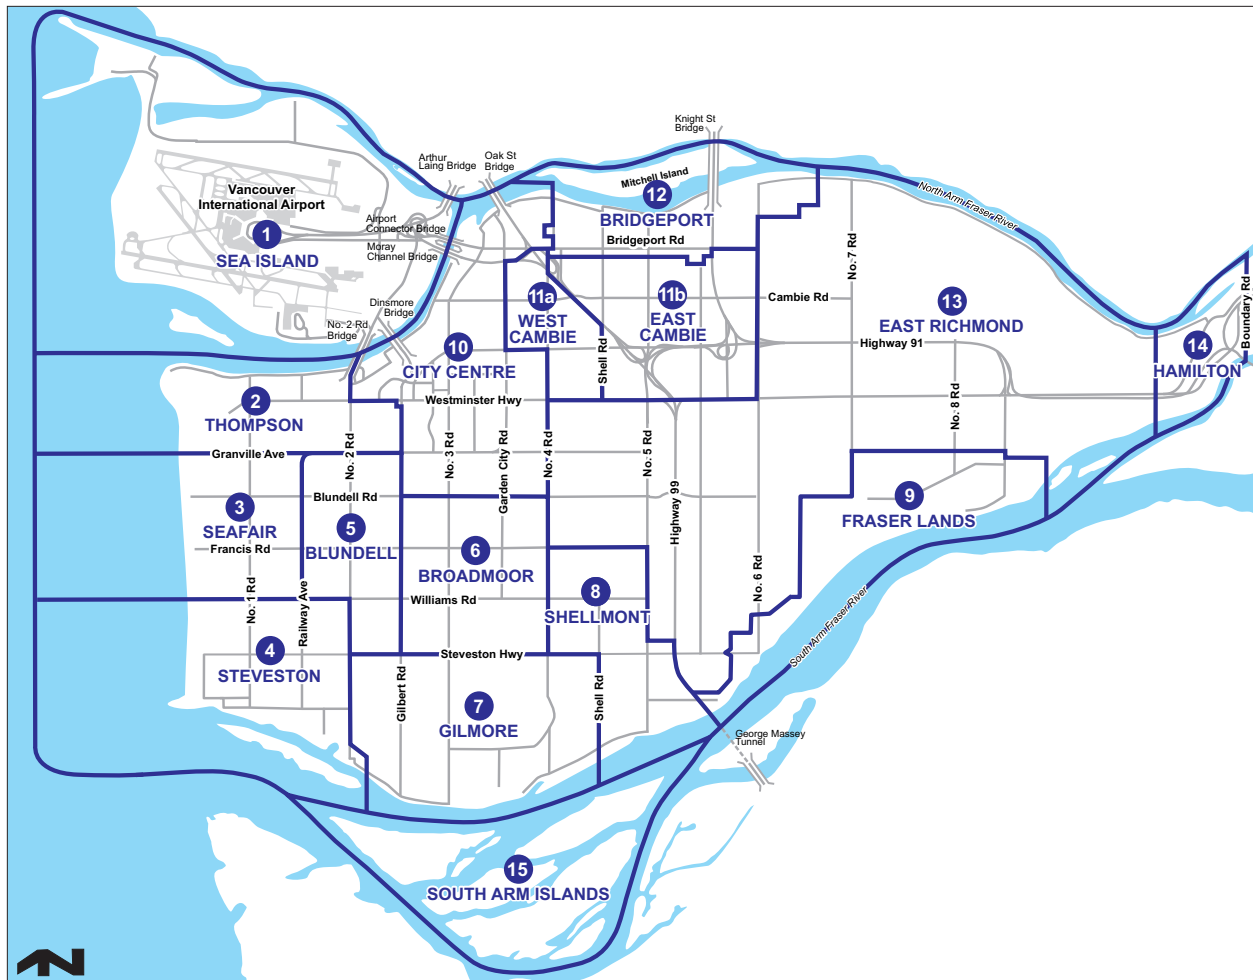 Knight St
Bridge
Arthur
Laing Bridge
Oak St
Bridge
Mitchell Island
12
BRIDGEPORT
Bridgeport Rd
North Arm Fraser River
Vancouver
International Airport
1
SEA ISLAND
Airport
Connector Bridge
Moray
Channel Bridge
Dinsmore
Bridge
No. 2 Rd
Bridge
No. 7 Rd
Boundary Rd
11a
WEST
CAMBIE
11b
EAST
CAMBIE
Cambie Rd
13
EAST RICHMOND
Highway 91
14
HAMILTON
10
CITY CENTRE
Shell Rd
Westminster Hwy
2
THOMPSON
Granville Ave
No. 2 Rd
No. 3 Rd
Garden City Rd
No. 4 Rd
No. 5 Rd
Highway 99
No. 8 Rd
Blundell Rd
3
SEAFAIR
5
BLUNDELL
9
FRASER LANDS
Francis Rd
6
BROADMOOR
No. 1 Rd
Railway Ave
Williams Rd
8
SHELLMONT
No. 6 Rd
South Arm Fraser River
4
STEVESTON
Steveston Hwy
Gilbert Rd
7
GILMORE
Shell Rd
George Massey
Tunnel
15
SOUTH ARM ISLANDS
N